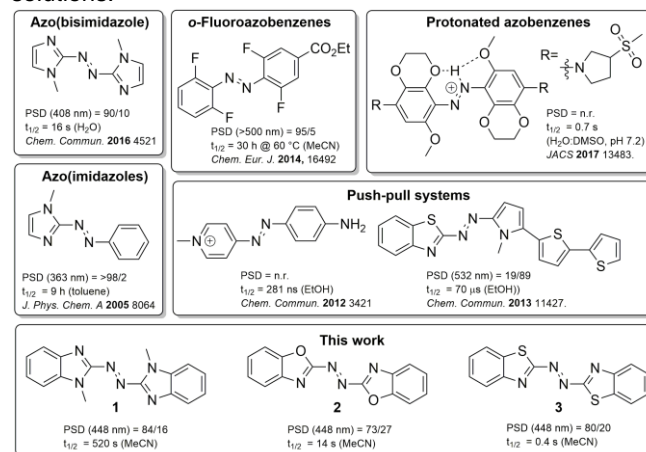 solutions.
Azo(bisimidazole)
N
N
N
N
N
N
PSD (408 nm) = 90/10
t1/2 = 16 s (H2O)
Chem. Commun. 2016 4521
o-Fluoroazobenzenes
F
F
CO2Et
N
N
F
F
PSD (>500 nm) = 95/5
t1/2 = 30 h @ 60 °C (MeCN)
Chem. Eur. J. 2014, 16492
Protonated azobenzenes
O
O
O
H
R
N
N
+
R
O
O
O
R=
N
S
O
O
PSD = n.r.
t1/2 = 0.7 s
(H2O:DMSO, pH 7.2)
JACS 2017 13483.
Azo(imidazoles)
N
N
N
N
PSD (363 nm) = >98/2
t1/2 = 9 h (toluene)
J. Phys. Chem. A 2005 8064
Push-pull systems
N
N
NH2
N
+
PSD = n.r.
t1/2 = 281 ns (EtOH)
Chem. Commun. 2012 3421
S
N
N
N
N
S
S
PSD (532 nm) = 19/89
t1/2 = 70 μs (EtOH))
Chem. Commun. 2013 11427.
This work
N
N
N
N
N
N
1
PSD (448 nm) = 84/16
t1/2 = 520 s (MeCN)
O
N
N
N
N
O
2
PSD (448 nm) = 73/27
t1/2 = 14 s (MeCN)
S
N
N
N
N
S
3
PSD (448 nm) = 80/20
t1/2 = 0.4 s (MeCN)